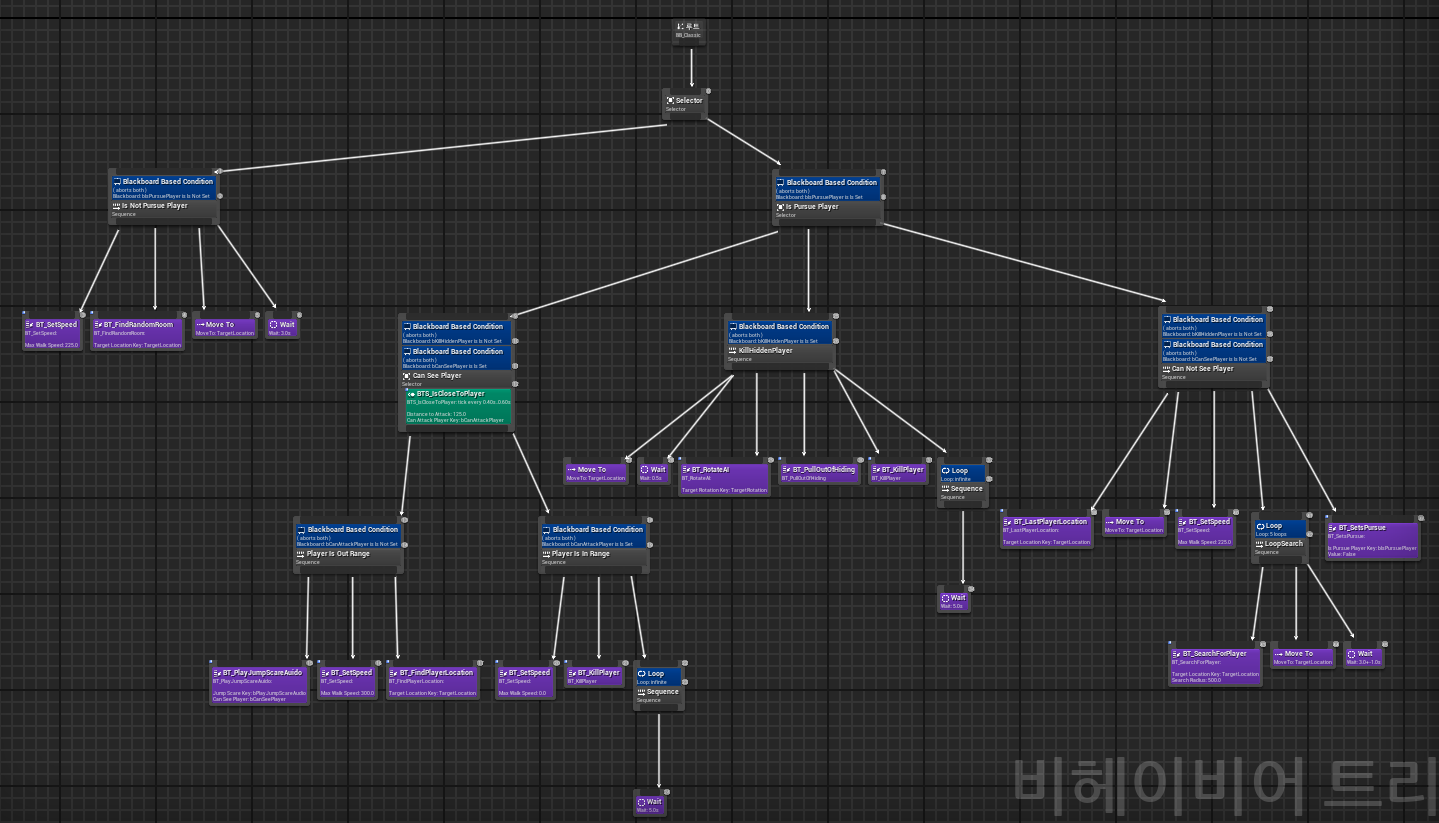 루트
BB_Classic
Selector
Selector
Blackboard Based Condition
( aborts both )
Blackboard: bIsPursuePlayer is Is Not Set
Is Not Pursue Player
Sequence
Blackboard Based Condition
( aborts both )
Blackboard: bIsPursuePlayer is Is Set
Is Pursue Player
Selector
BT_SetSpeed
BT_SetSpeed:
Max Walk Speed: 225.0
BT_FindRandomRoom
BT_FindRandomRoom:
Target Location Key: TargetLocation
Move To
MoveTo: TargetLocation
Wait
Wait: 3.0s
Blackboard Based Condition
( aborts both )
Blackboard: bKillHiddenPlayer is Is Not Set
Blackboard Based Condition
( aborts both )
Blackboard: bCanSeePlayer is Is Set
Can See Player
Selector
BTS_IsCloseToPlayer
BTS_IsCloseToPlayer: tick every 0.40s..0.60s
Distance to Attack: 125.0
Can Attack Player Key: bCanAttackPlayer
Blackboard Based Condition
( aborts both )
Blackboard: bKillHiddenPlayer is Is Set
KillHiddenPlayer
Sequence
Blackboard Based Condition
( aborts both )
Blackboard: bKillHiddenPlayer is Is Not Set
Blackboard Based Condition
( aborts both )
Blackboard: bCanSeePlayer is Is Not Set
Can Not See Player
Sequence
Move To
MoveTo: TargetLocation
Wait
Wait: 0.5s
BT_RotateAI
BT_RotateAI:
Target Rotation Key: TargetRotation
BT_PullOutOfHiding
BT_PullOutOfHiding
BT_KillPlayer
BT_KillPlayer
Loop
Loop: infinite
Sequence
Sequence
Wait
Wait: 5.0s
BT_LastPlayerLocation
BT_LastPlayerLocation:
Target Location Key: TargetLocation
Move To
MoveTo: TargetLocation
BT_SetSpeed
BT_SetSpeed:
Max Walk Speed: 225.0
Loop
Loop: 5 loops
LoopSearch
Sequence
BT_SetIsPursue
BT_SetIsPursue:
Is Pursue Player Key: bIsPursuePlayer
Value: False
Blackboard Based Condition
( aborts both )
Blackboard: bCanAttackPlayer is Is Not Set
Player Is Out Range
Sequence
Blackboard Based Condition
( aborts both )
Blackboard: bCanAttackPlayer is Is Set
Player Is In Range
Sequence
BT_SearchForPlayer
BT_SearchForPlayer:
Target Location Key: TargetLocation
Search Radius: 500.0
Move To
MoveTo: TargetLocation
Wait
Wait: 3.0+-1.0s
BT_PlayJumpScareAuido
BT_PlayJumpScareAuido:
Jump Scare Key: bPlayJumpScareAudio
Can See Player: bCanSeePlayer
BT_SetSpeed
BT_SetSpeed:
Max Walk Speed: 300.0
BT_FindPlayerLocation
BT_FindPlayerLocation:
Target Location Key: TargetLocation
BT_SetSpeed
BT_SetSpeed:
Max Walk Speed: 0.0
BT_KillPlayer
BT_KillPlayer
Loop
Loop: infinite
Sequence
Sequence
Wait
Wait: 5.0s
비헤이비어 트리